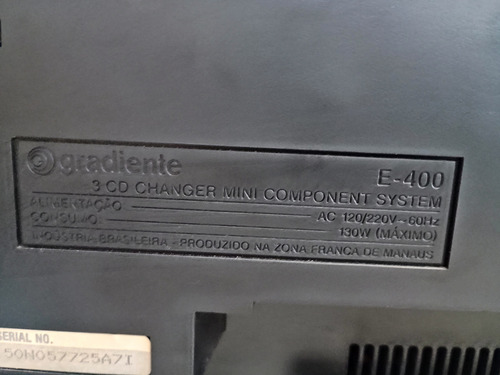 gradiente E-400
3 CD CHANGER MINI COMPONENT SYSTEM
ALIMENTAÇÃO AC 120/220V~60Hz
CONSUMO 130W (MÁXIMO)
INDÚSTRIA BRASILEIRA - PRODUZIDO NA ZONA FRANCA DE MANAUS
SERIAL NO.
50N057725A7I